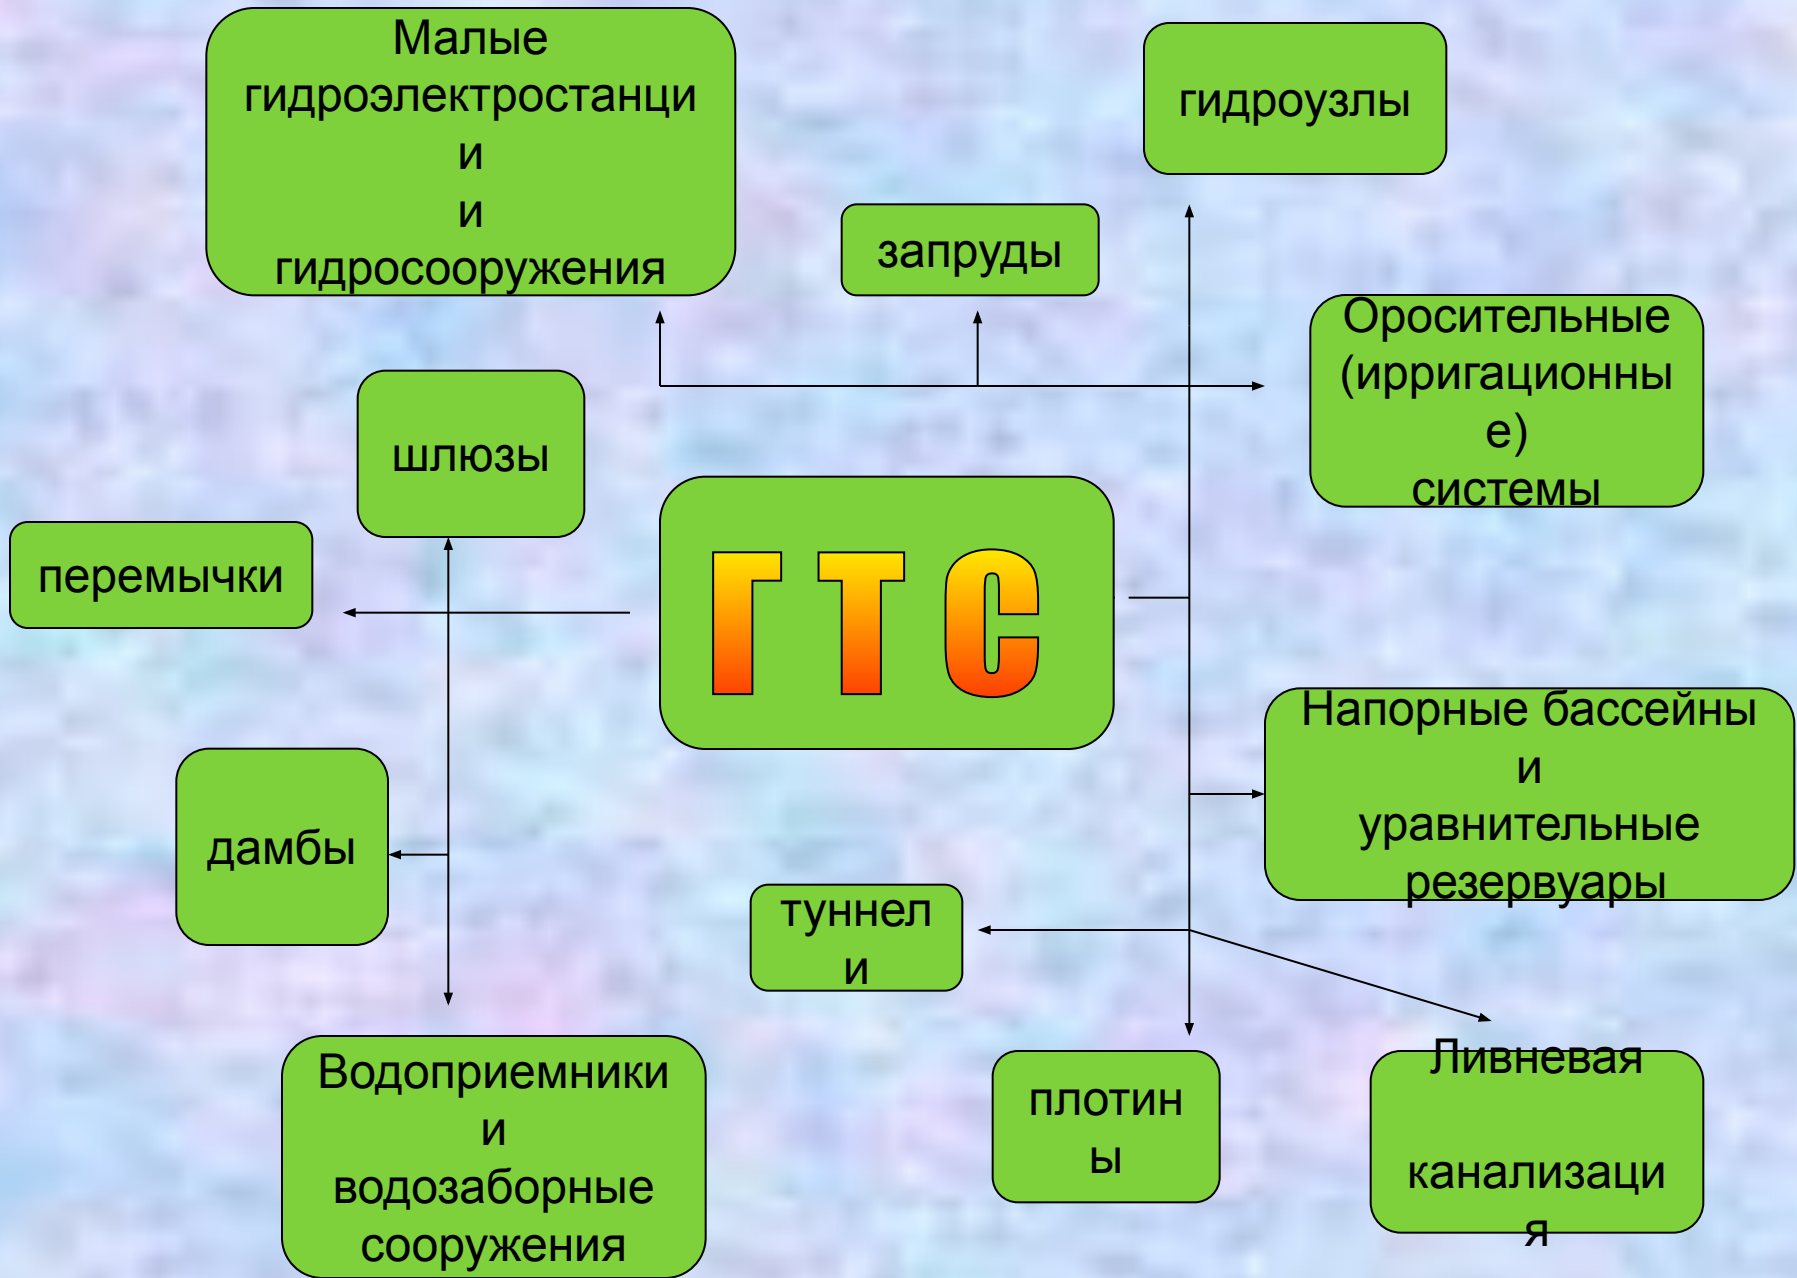 Малые
гидроэлектростанци
и
и
гидросооружения
гидроузлы
запруды
Оросительные
(ирригационны
е)
системы
шлюзы
перемычки
ГТС
Напорные бассейны
и
уравнительные
резервуары
дамбы
туннел
и
Водоприемники
и
водозаборные
сооружения
плотин
ы
Ливневая
канализаци
я